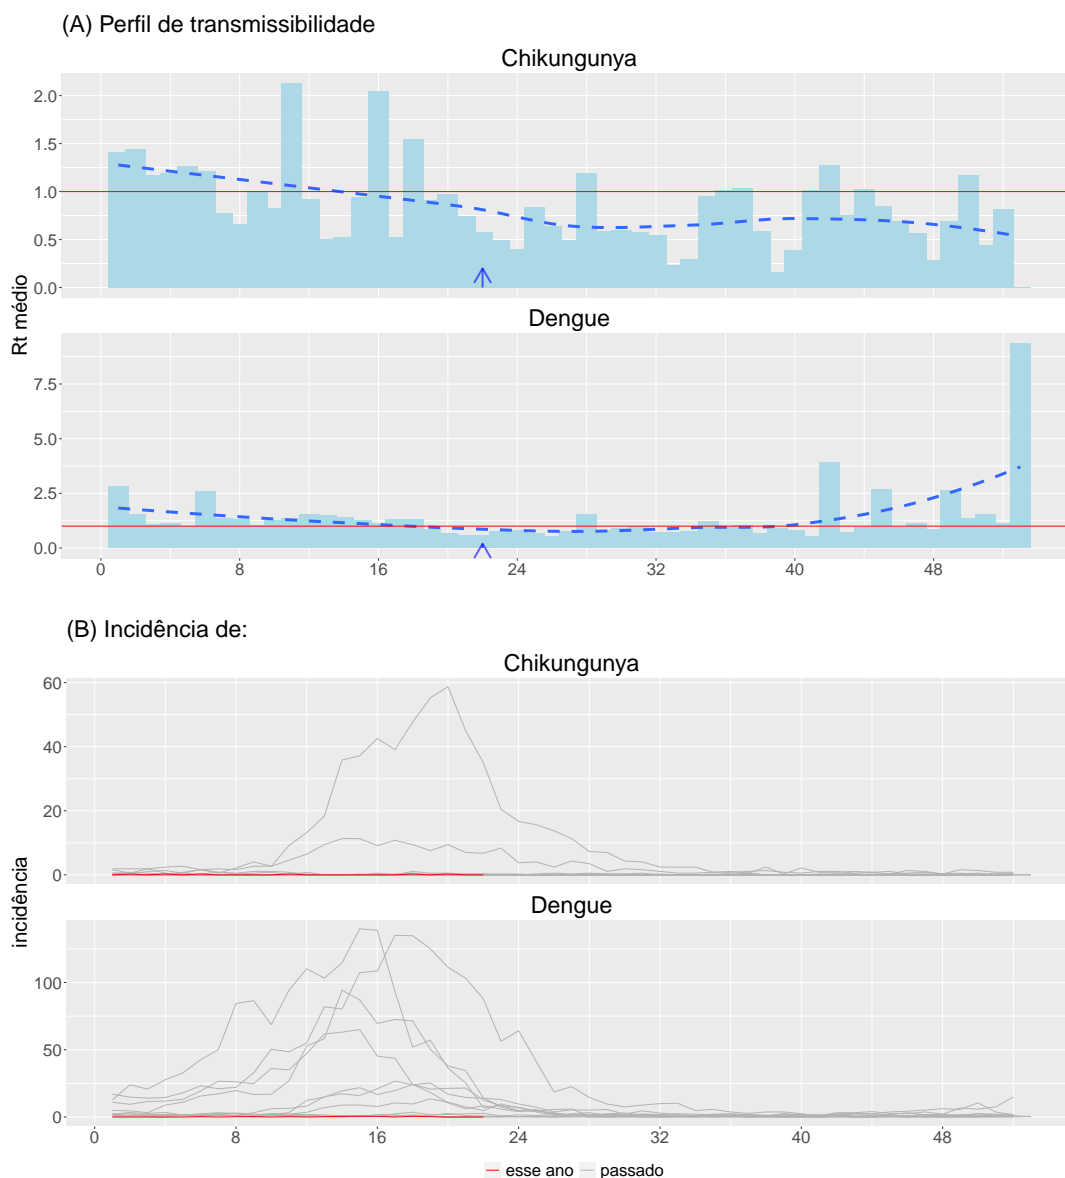 (A) Perfil de transmissibilidade
Chikungunya
2.0
1.5
1.0
0.5
0.0
Rt médio
Dengue
7.5
5.0
2.5
0.0
0 8 16 24 32 40 48
(B) Incidência de:
Chikungunya
60
40
20
0
incidência
Dengue
100
50
0
0 8 16 24 32 40 48
esse ano passado